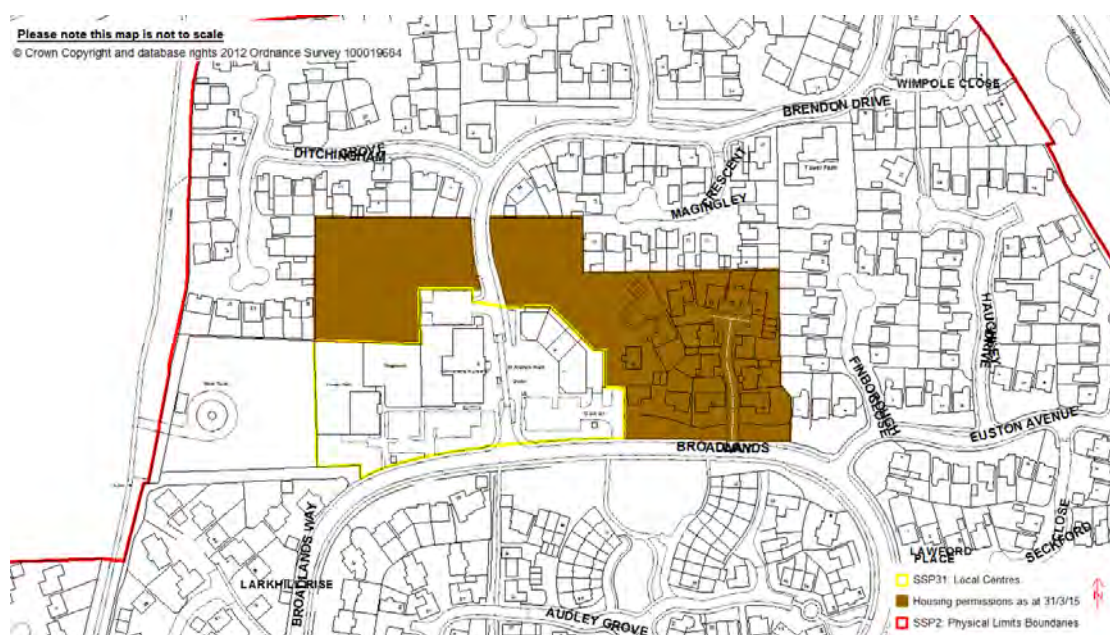 Please note this map is not to scale
© Crown Copyright and database rights 2012 Ordnance Survey 100019684
WIMPOLE CLOSE
BRENDON DRIVE
DITCHINGHAM
GROVE
CRESCENT
MAGINGLEY
FINBOROUGH
CLOSE
EUSTON AVENUE
BROADLANDS
WAY
BROADLANDS WAY
SECKFORD
CLOSE
LAWFORD
PLACE
LARKHILL RISE
AUDLEY GROVE
SSP31: Local Centres
Housing permissions as at 31/3/15
SSP2: Physical Limits Boundaries
N